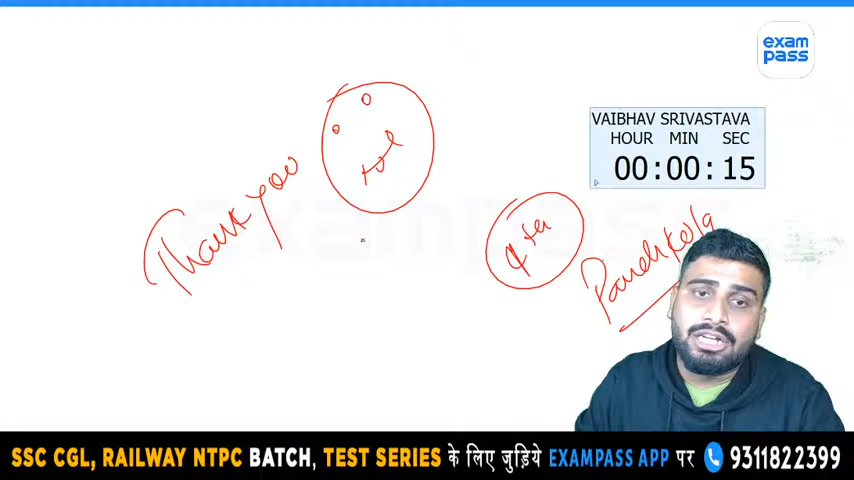 exam
pass
VAIBHAV SRIVASTAVA
HOUR MIN SEC
00:00:15
Thank you
SSC CGL, RAILWAY NTPC BATCH, TEST SERIES के लिए जुड़िये EXAMPASS APP पर 9311822399